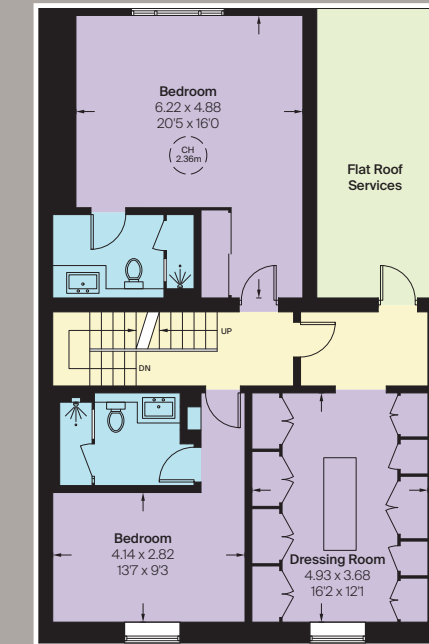 Bedroom
6.22 x 4.88
20'5 x 16'0
CH
2.36m
Flat Roof
Services
UP
DN
Bedroom
4.14 x 2.82
13'7 x 9'3
Dressing Room
4.93 x 3.68
16'2 x 12'1